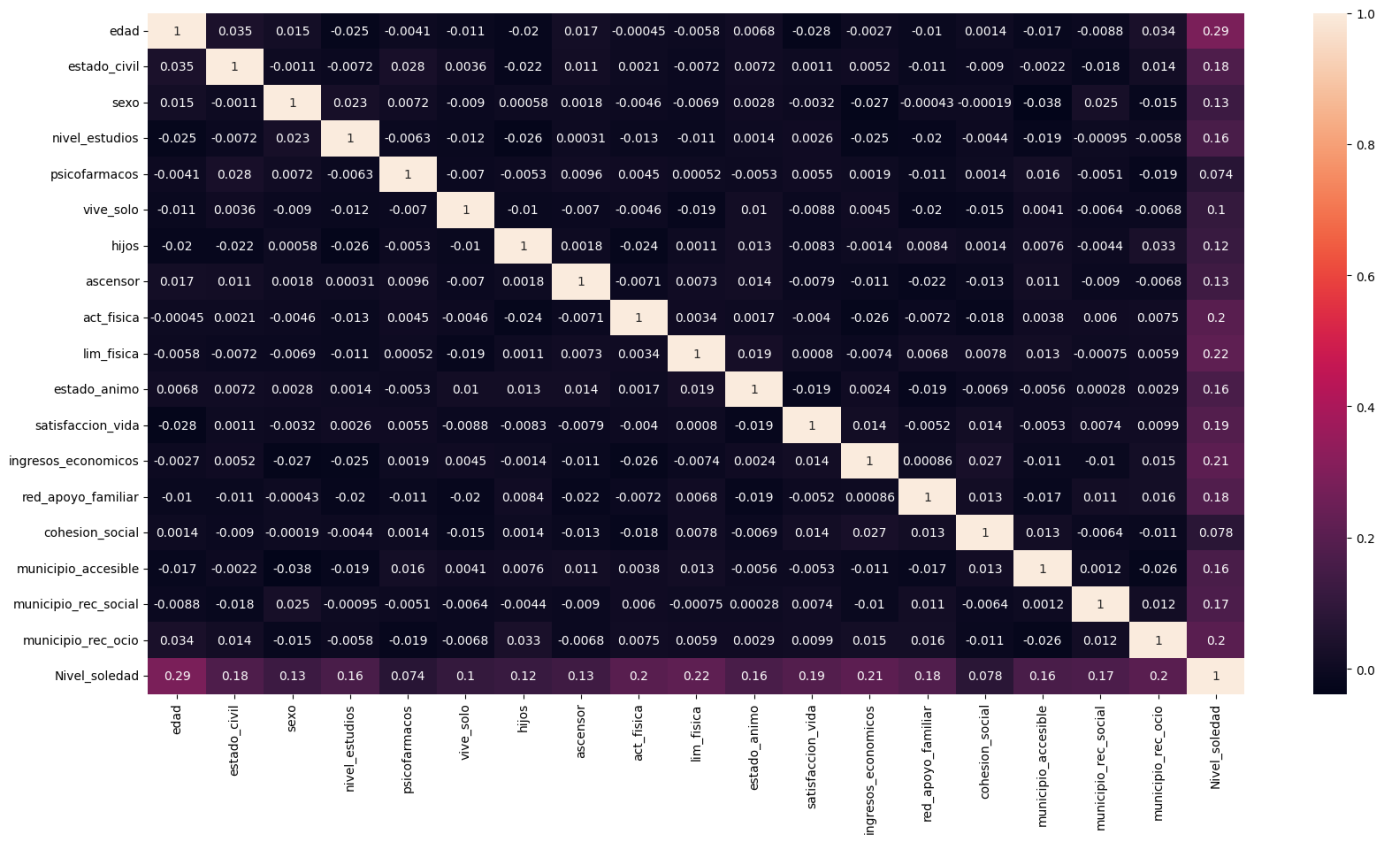 edad 1 0.035 0.015 -0.025 -0.0041 -0.011 -0.02 0.017 -0.00045 -0.0058 0.0068 -0.028 -0.0027 -0.01 0.0014 -0.017 -0.0088 0.034 0.29
estado_civil 0.035 1 -0.0011 -0.0072 0.028 0.0036 -0.022 0.011 0.0021 -0.0072 0.0072 0.0011 0.0052 -0.011 -0.009 -0.0022 -0.018 0.014 0.18
sexo 0.015 -0.0011 1 0.023 0.0072 -0.009 0.00058 0.0018 -0.0046 -0.0069 0.0028 -0.0032 -0.027 -0.00043 -0.00019 -0.038 0.025 -0.015 0.13
nivel_estudios -0.025 -0.0072 0.023 1 -0.0063 -0.012 -0.026 0.00031 -0.013 -0.011 0.0014 0.0026 -0.025 -0.02 -0.0044 -0.019 -0.00095 -0.0058 0.16
psicofarmacos -0.0041 0.028 0.0072 -0.0063 1 -0.007 -0.0053 0.0096 0.0045 0.00052 -0.0053 0.0055 0.0019 -0.011 0.0014 0.016 -0.0051 -0.019 0.074
vive_solo -0.011 0.0036 -0.009 -0.012 -0.007 1 -0.01 -0.007 -0.0046 -0.019 0.01 -0.0088 0.0045 -0.02 -0.015 0.0041 -0.0064 -0.0068 0.1
hijos -0.02 -0.022 0.00058 -0.026 -0.0053 -0.01 1 0.0018 -0.024 0.0011 0.013 -0.0083 -0.0014 0.0084 0.0014 0.0076 -0.0044 0.033 0.12
ascensor 0.017 0.011 0.0018 0.00031 0.0096 -0.007 0.0018 1 -0.0071 0.0073 0.014 -0.0079 -0.011 -0.022 -0.013 0.011 -0.009 -0.0068 0.13
act_fisica -0.00045 0.0021 -0.0046 -0.013 0.0045 -0.0046 -0.024 -0.0071 1 0.0034 0.0017 -0.004 -0.026 -0.0072 -0.018 0.0038 0.006 0.0075 0.2
lim_fisica -0.0058 -0.0072 -0.0069 -0.011 0.00052 -0.019 0.0011 0.0073 0.0034 1 0.019 0.0008 -0.0074 0.0068 0.0078 0.013 -0.00075 0.0059 0.22
estado_animo 0.0068 0.0072 0.0028 0.0014 -0.0053 0.01 0.013 0.014 0.0017 0.019 1 -0.019 0.0024 -0.019 -0.0069 -0.0056 0.00028 0.0029 0.16
satisfaccion_vida -0.028 0.0011 -0.0032 0.0026 0.0055 -0.0088 -0.0083 -0.0079 -0.004 0.0008 -0.019 1 0.014 -0.0052 0.014 -0.0053 0.0074 0.0099 0.19
ingresos_economicos -0.0027 0.0052 -0.027 -0.025 0.0019 0.0045 -0.0014 -0.011 -0.026 -0.0074 0.0024 0.014 1 0.00086 0.027 -0.011 -0.01 0.015 0.21
red_apoyo_familiar -0.01 -0.011 -0.00043 -0.02 -0.011 -0.02 0.0084 -0.022 -0.0072 0.0068 -0.019 -0.0052 0.00086 1 0.013 -0.017 0.011 0.016 0.18
cohesion_social 0.0014 -0.009 -0.00019 -0.0044 0.0014 -0.015 0.0014 -0.013 -0.018 0.0078 -0.0069 0.014 0.027 0.013 1 0.013 -0.0064 -0.011 0.078
municipio_accesible -0.017 -0.0022 -0.038 -0.019 0.016 0.0041 0.0076 0.011 0.0038 0.013 -0.0056 -0.0053 -0.011 -0.017 0.013 1 0.0012 -0.026 0.16
municipio_rec_social -0.0088 -0.018 0.025 -0.00095 -0.0051 -0.0064 -0.0044 -0.009 0.006 -0.00075 0.00028 0.0074 -0.01 0.011 -0.0064 0.0012 1 0.012 0.17
municipio_rec_ocio 0.034 0.014 -0.015 -0.0058 -0.019 -0.0068 0.033 -0.0068 0.0075 0.0059 0.0029 0.0099 0.015 0.016 -0.011 -0.026 0.012 1 0.2
Nivel_soledad 0.29 0.18 0.13 0.16 0.074 0.1 0.12 0.13 0.2 0.22 0.16 0.19 0.21 0.18 0.078 0.16 0.17 0.2 1
edad
estado_civil
sexo
nivel_estudios
psicofarmacos
vive_solo
hijos
ascensor
act_fisica
lim_fisica
estado_animo
satisfaccion_vida
ingresos_economicos
red_apoyo_familiar
cohesion_social
municipio_accesible
municipio_rec_social
municipio_rec_ocio
Nivel_soledad
1.0
0.8
0.6
0.4
0.2
0.0